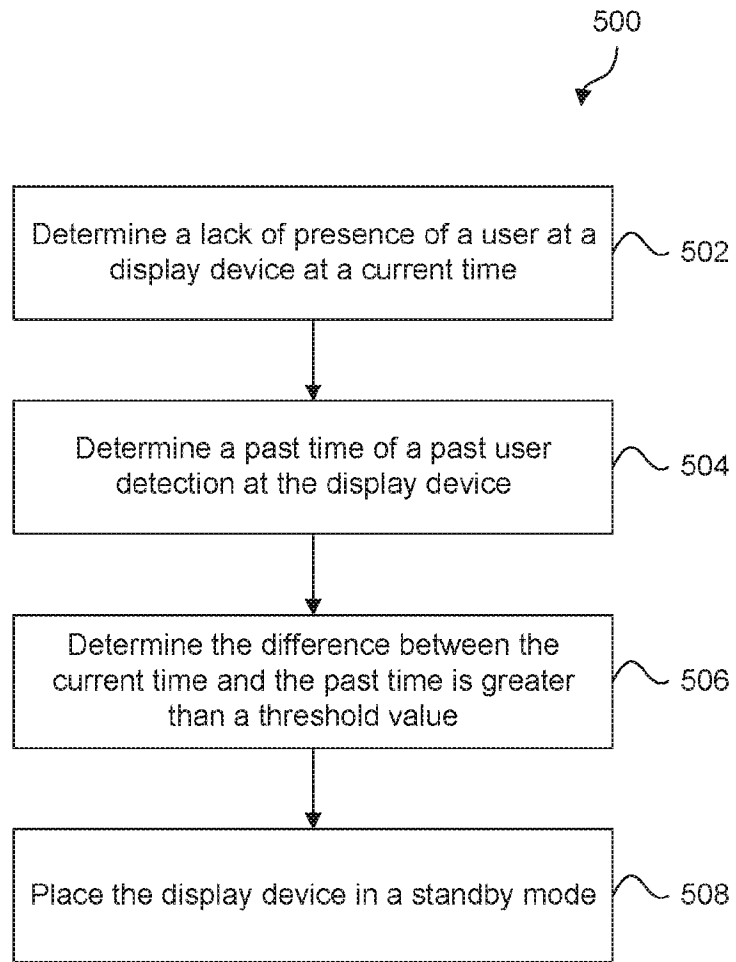 500
Determine a lack of presence of a user at a
display device at a current time
502
Determine a past time of a past user
detection at the display device
504
Determine the difference between the
current time and the past time is greater
than a threshold value
506
Place the display device in a standby mode
508